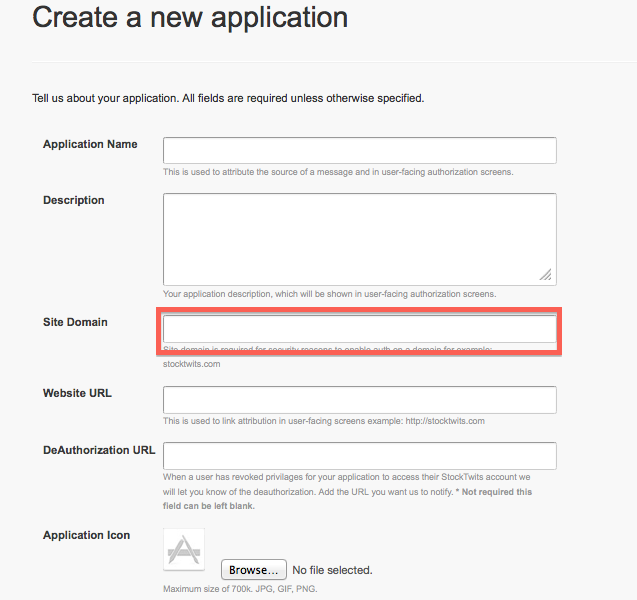 Create a new application
Tell us about your application. All fields are required unless otherwise specified.
Application Name
This is used to attribute the source of a message and in user-facing authorization screens.
Description
Your application description, which will be shown in user-facing authorization screens.
Site Domain
Site domain is required for security reasons to enable auth on a domain for example:
stocktwits.com
Website URL
This is used to link attribution in user-facing screens example: http://stocktwits.com
DeAuthorization URL
When a user has revoked privilages for your application to access their StockTwits account we
will let you know of the deauthorization. Add the URL you want us to notify. * Not required this
field can be left blank.
Application Icon
Browse... No file selected.
Maximum size of 700k. JPG, GIF, PNG.